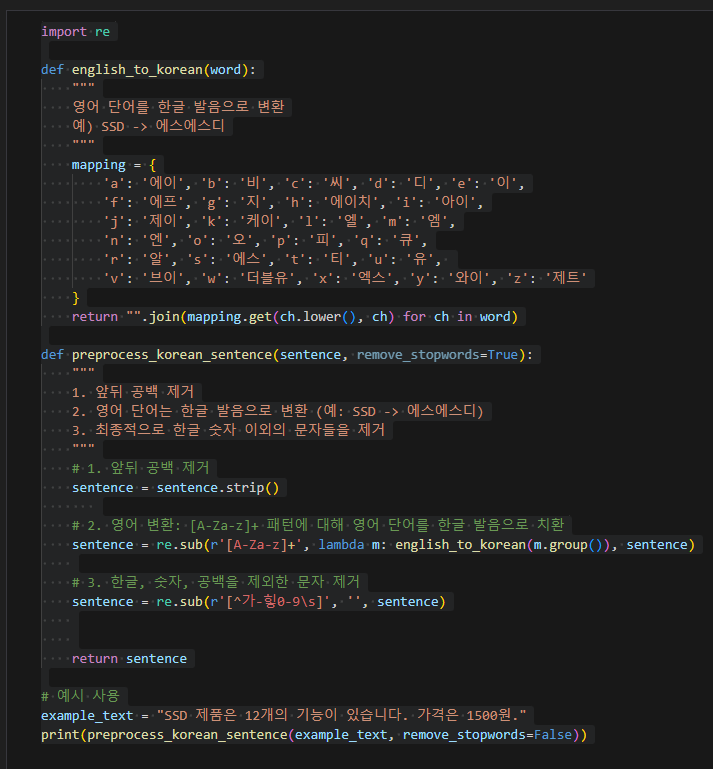 import re
def english_to_korean(word):
"""
영어 단어를 한글 발음으로 변환
예) SSD -> 에스에스디
"""
mapping = {
'a': '에이', 'b': '비', 'c': '씨', 'd': '디', 'e': '이',
'f': '에프', 'g': '지', 'h': '에이치', 'i': '아이',
'j': '제이', 'k': '케이', 'l': '엘', 'm': '엠',
'n': '엔', 'o': '오', 'p': '피', 'q': '큐',
'r': '알', 's': '에스', 't': '티', 'u': '유',
'v': '브이', 'w': '더블유', 'x': '엑스', 'y': '와이', 'z': '제트'
}
return "".join(mapping.get(ch.lower(), ch) for ch in word)
def preprocess_korean_sentence(sentence, remove_stopwords=True):
"""
1. 앞뒤 공백 제거
2. 영어 단어는 한글 발음으로 변환 (예: SSD -> 에스에스디)
3. 최종적으로 한글 숫자 이외의 문자들을 제거
"""
# 1. 앞뒤 공백 제거
sentence = sentence.strip()
# 2. 영어 변환: [A-Za-z]+ 패턴에 대해 영어 단어를 한글 발음으로 치환
sentence = re.sub(r'[A-Za-z]+', lambda m: english_to_korean(m.group()), sentence)
# 3. 한글, 숫자, 공백을 제외한 문자 제거
sentence = re.sub(r'[^가-힣0-9\s]', '', sentence)
return sentence
# 예시 사용
example_text = "SSD 제품은 12개의 기능이 있습니다. 가격은 1500원."
print(preprocess_korean_sentence(example_text, remove_stopwords=False))